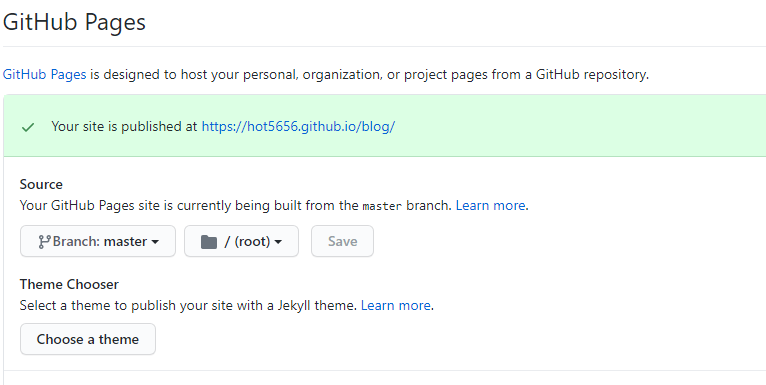 GitHub Pages
GitHub Pages is designed to host your personal, organization, or project pages from a GitHub repository.
Your site is published at https://hot5656.github.io/blog/
Source
Your GitHub Pages site is currently being built from the master branch. Learn more.
Branch: master / (root) Save
Theme Chooser
Select a theme to publish your site with a Jekyll theme. Learn more.
Choose a theme